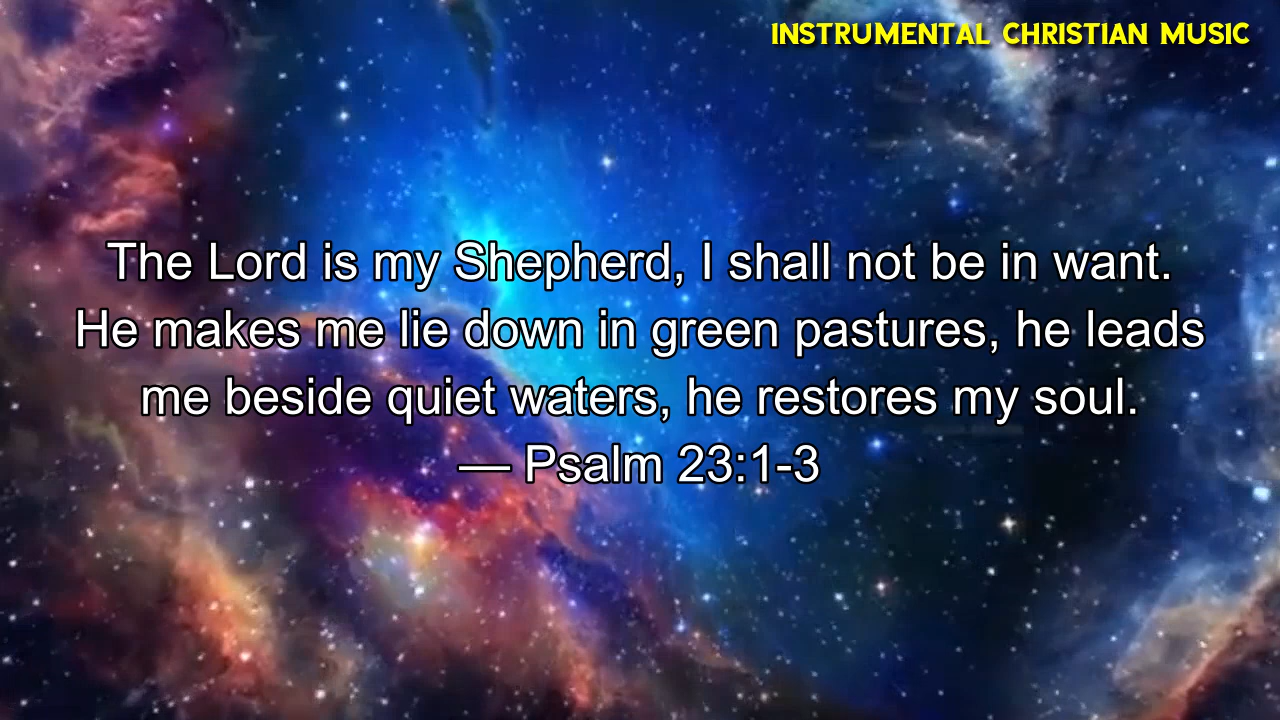 INSTRUMENTAL CHRISTIAN MUSIC
The Lord is my Shepherd, I shall not be in want.
He makes me lie down in green pastures, he leads
me beside quiet waters, he restores my soul.
— Psalm 23:1-3